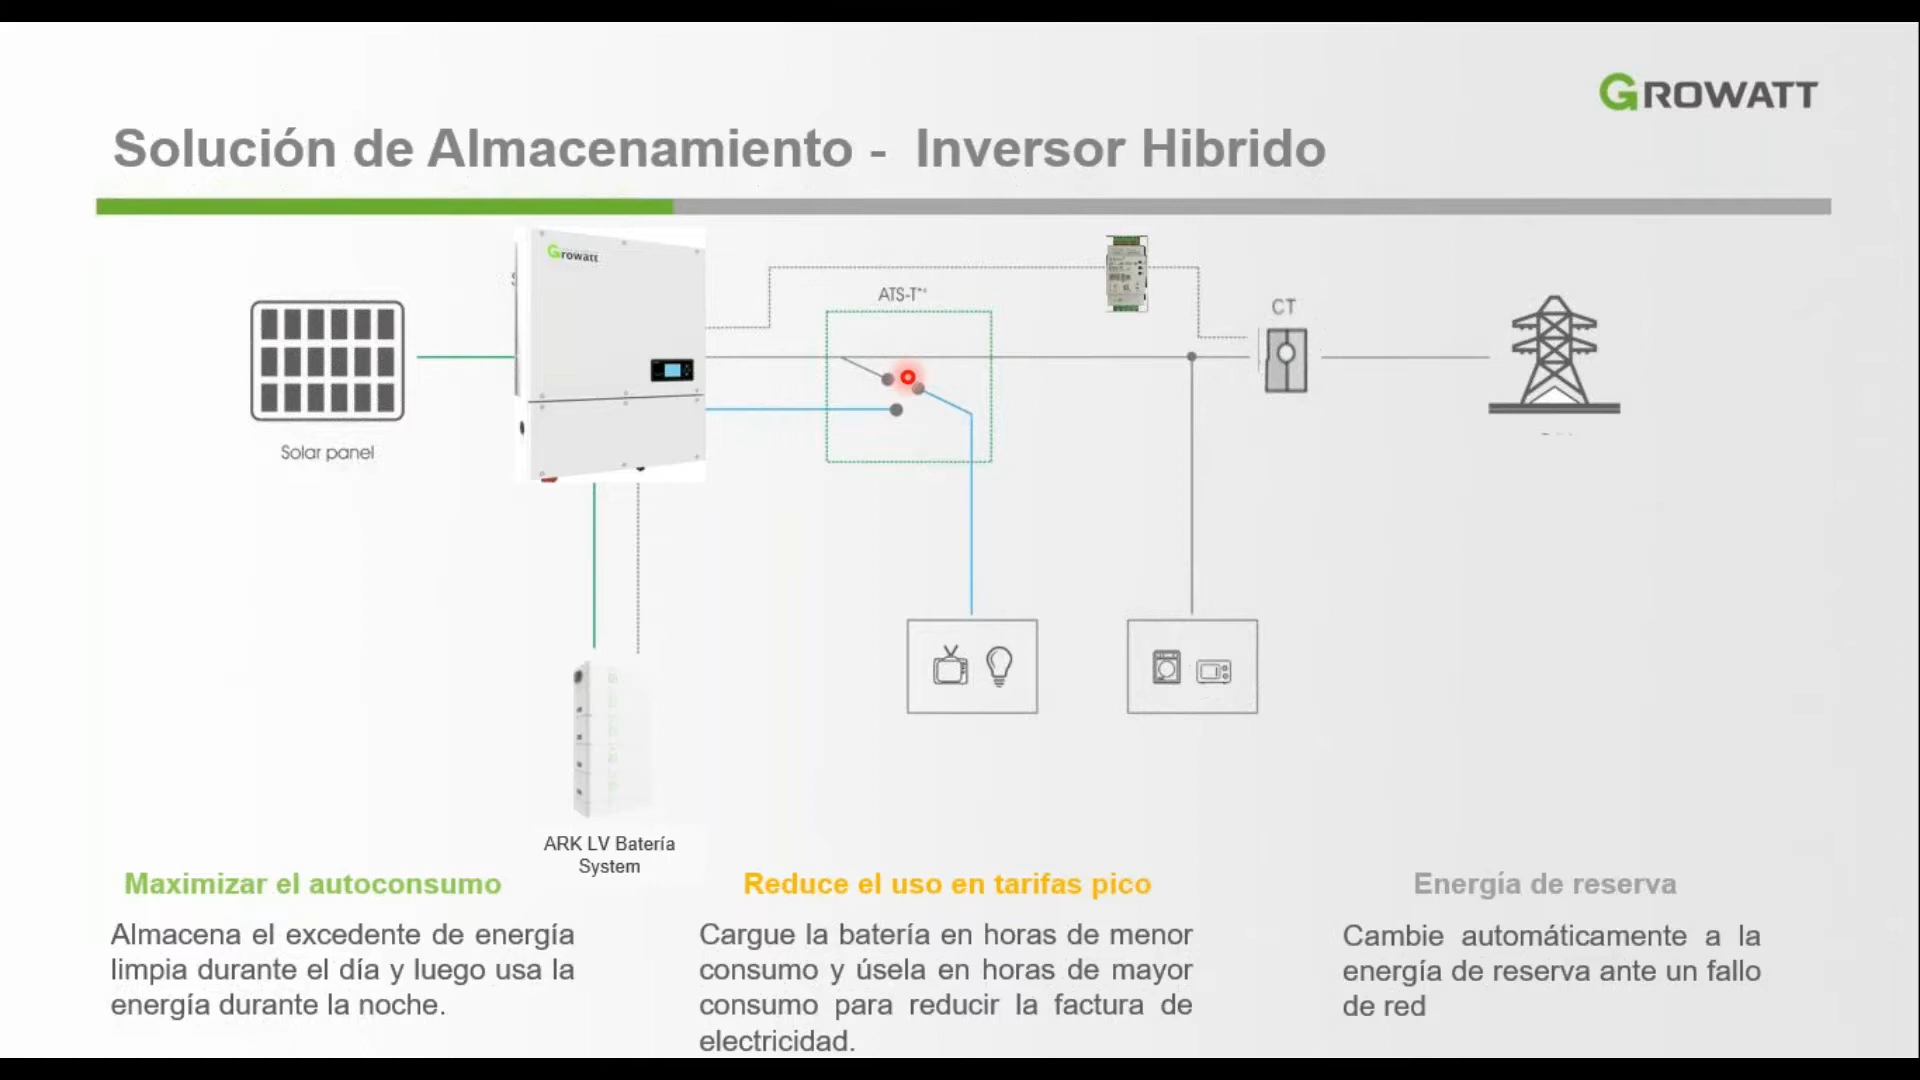 GROWATT
Solución de Almacenamiento - Inversor Hibrido
Growatt
ATS-T**
CT
Solar panel
ARK LV Batería
System
Maximizar el autoconsumo
Almacena el excedente de energía
limpia durante el día y luego usa la
energía durante la noche.
Reduce el uso en tarifas pico
Cargue la batería en horas de menor
consumo y úsela en horas de mayor
consumo para reducir la factura de
electricidad.
Energía de reserva
Cambie automáticamente a la
energía de reserva ante un fallo
de red